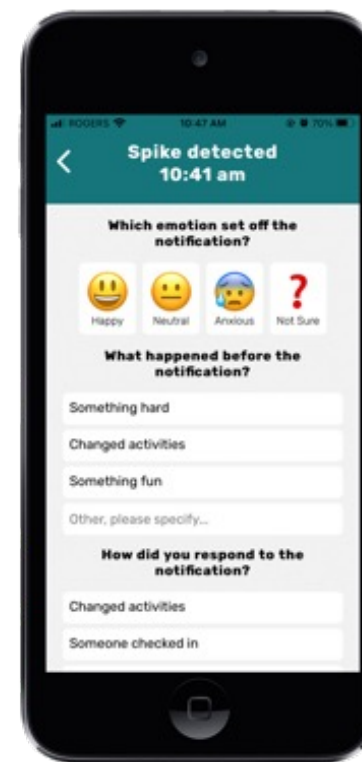 ROGERS 10:47 AM 70%
Spike detected
10:41 am
Which emotion set off the
notification?
Happy Neutral Anxious Not Sure
What happened before the
notification?
Something hard
Changed activities
Something fun
Other, please specify...
How did you respond to the
notification?
Changed activities
Someone checked in